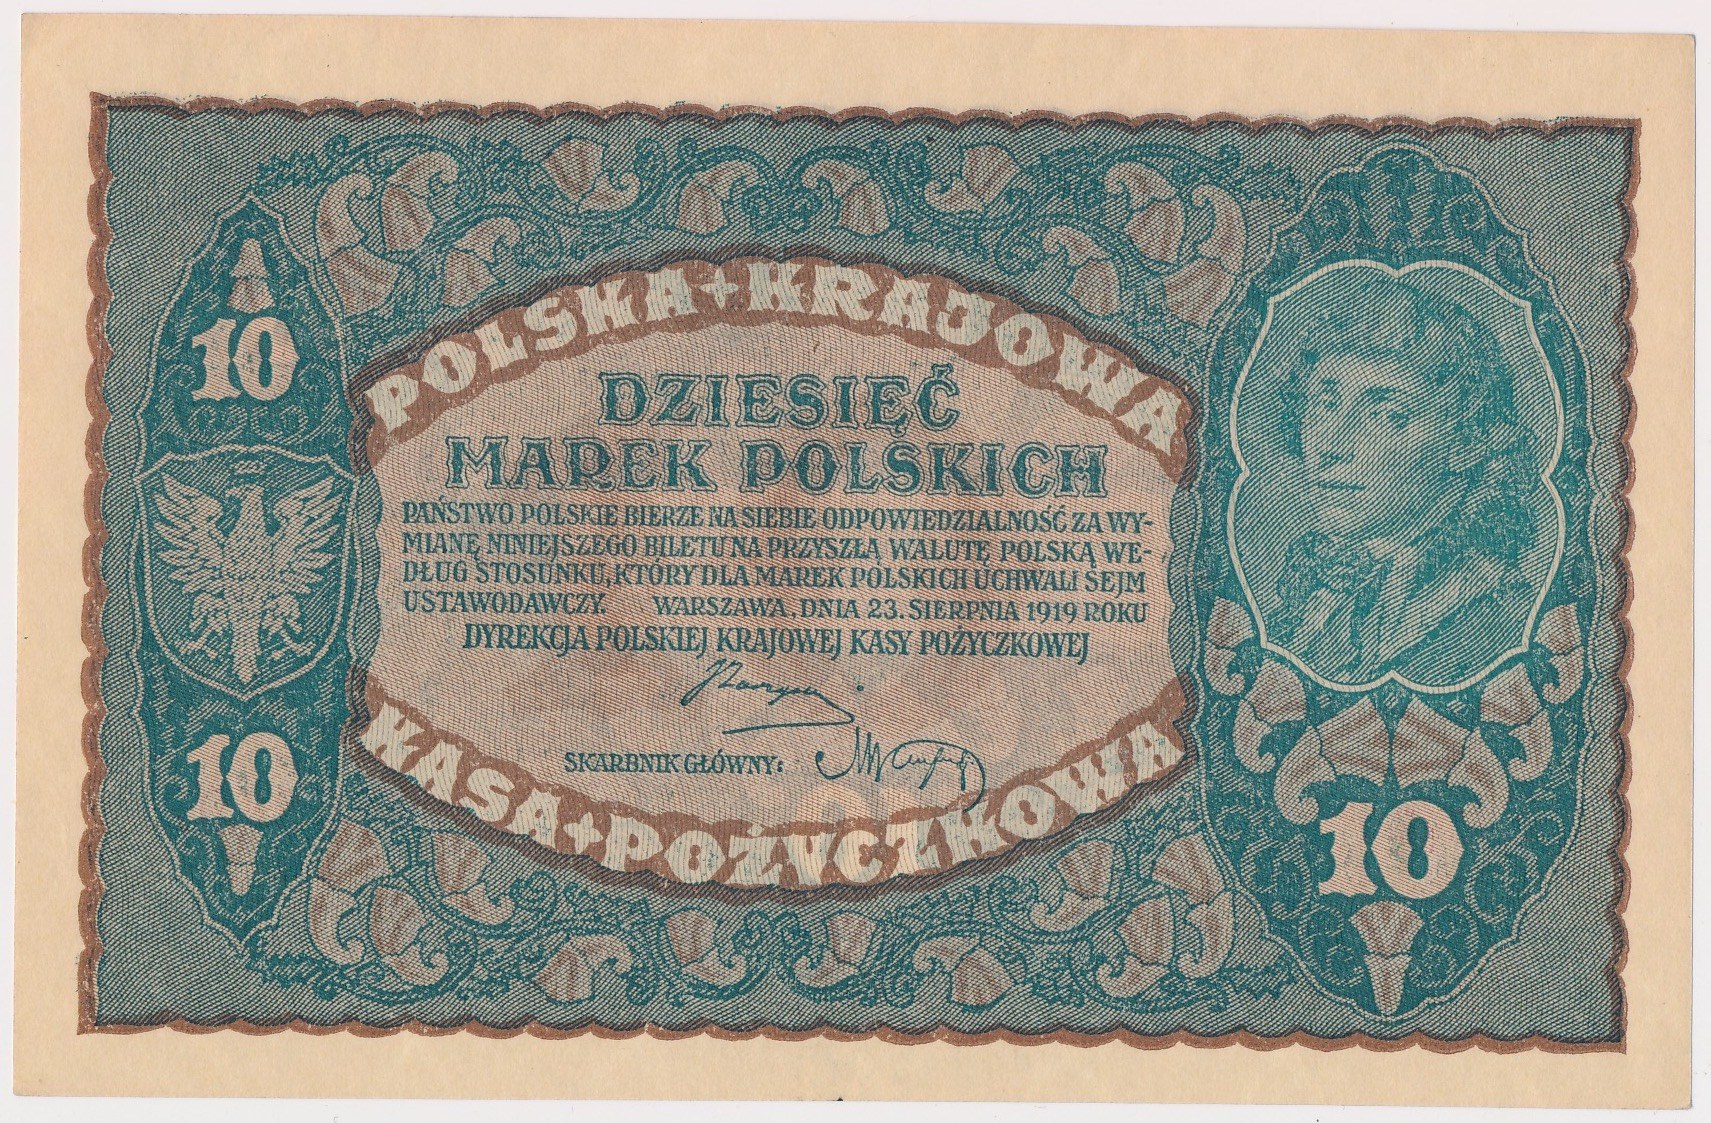 POLSKA+KRAJOWA
10
DZIESIĘĆ
MAREK POLSKICH
PAŃSTWO POLSKIE BIERZE NA SIEBIE ODPOWIEDZIALNOŚĆ ZA WY-
MIANĘ NINIEJSZEGO BILETU NA PRZYSZŁĄ WALUTĘ POLSKĄ WE-
DŁUG STOSUNKU, KTÓRY DLA MAREK POLSKICH UCHWALI SEJM
USTAWODAWCZY. WARSZAWA, DNIA 23. SIERPNIA 1919 ROKU
DYREKCJA POLSKIEJ KRAJOWEJ KASY POŻYCZKOWEJ
SKARBNIK GŁÓWNY:
10
KASA+POŻYCZKOWA
10